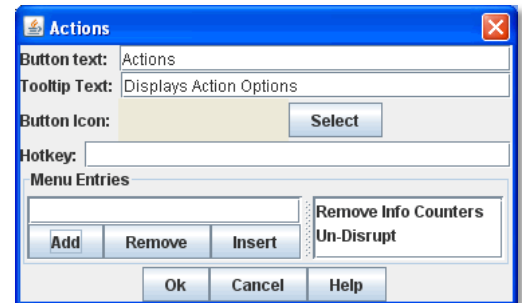 Actions
Button text: Actions
Tooltip Text: Displays Action Options
Button Icon: Select
Hotkey:
Menu Entries
Remove Info Counters
Un-Disrupt
Add Remove Insert
Ok Cancel Help